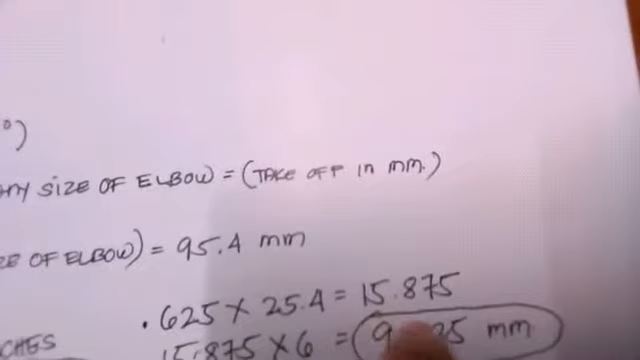 °)
ANY SIZE OF ELBOW = (TAKE OFF IN mm.)
OF ELBOW) = 95.4 mm
.625 X 25.4 = 15.875
15.875 X 6 = mm